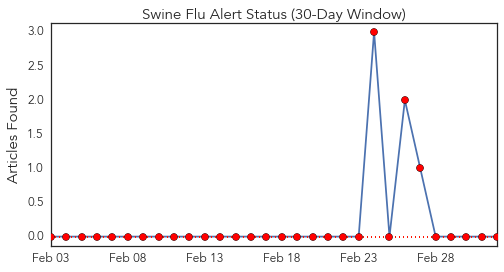 Swine Flu Alert Status (30-Day Window)
Articles Found
3.0
2.5
2.0
1.5
1.0
0.5
0.0
Feb 03 Feb 08 Feb 13 Feb 18 Feb 23 Feb 28